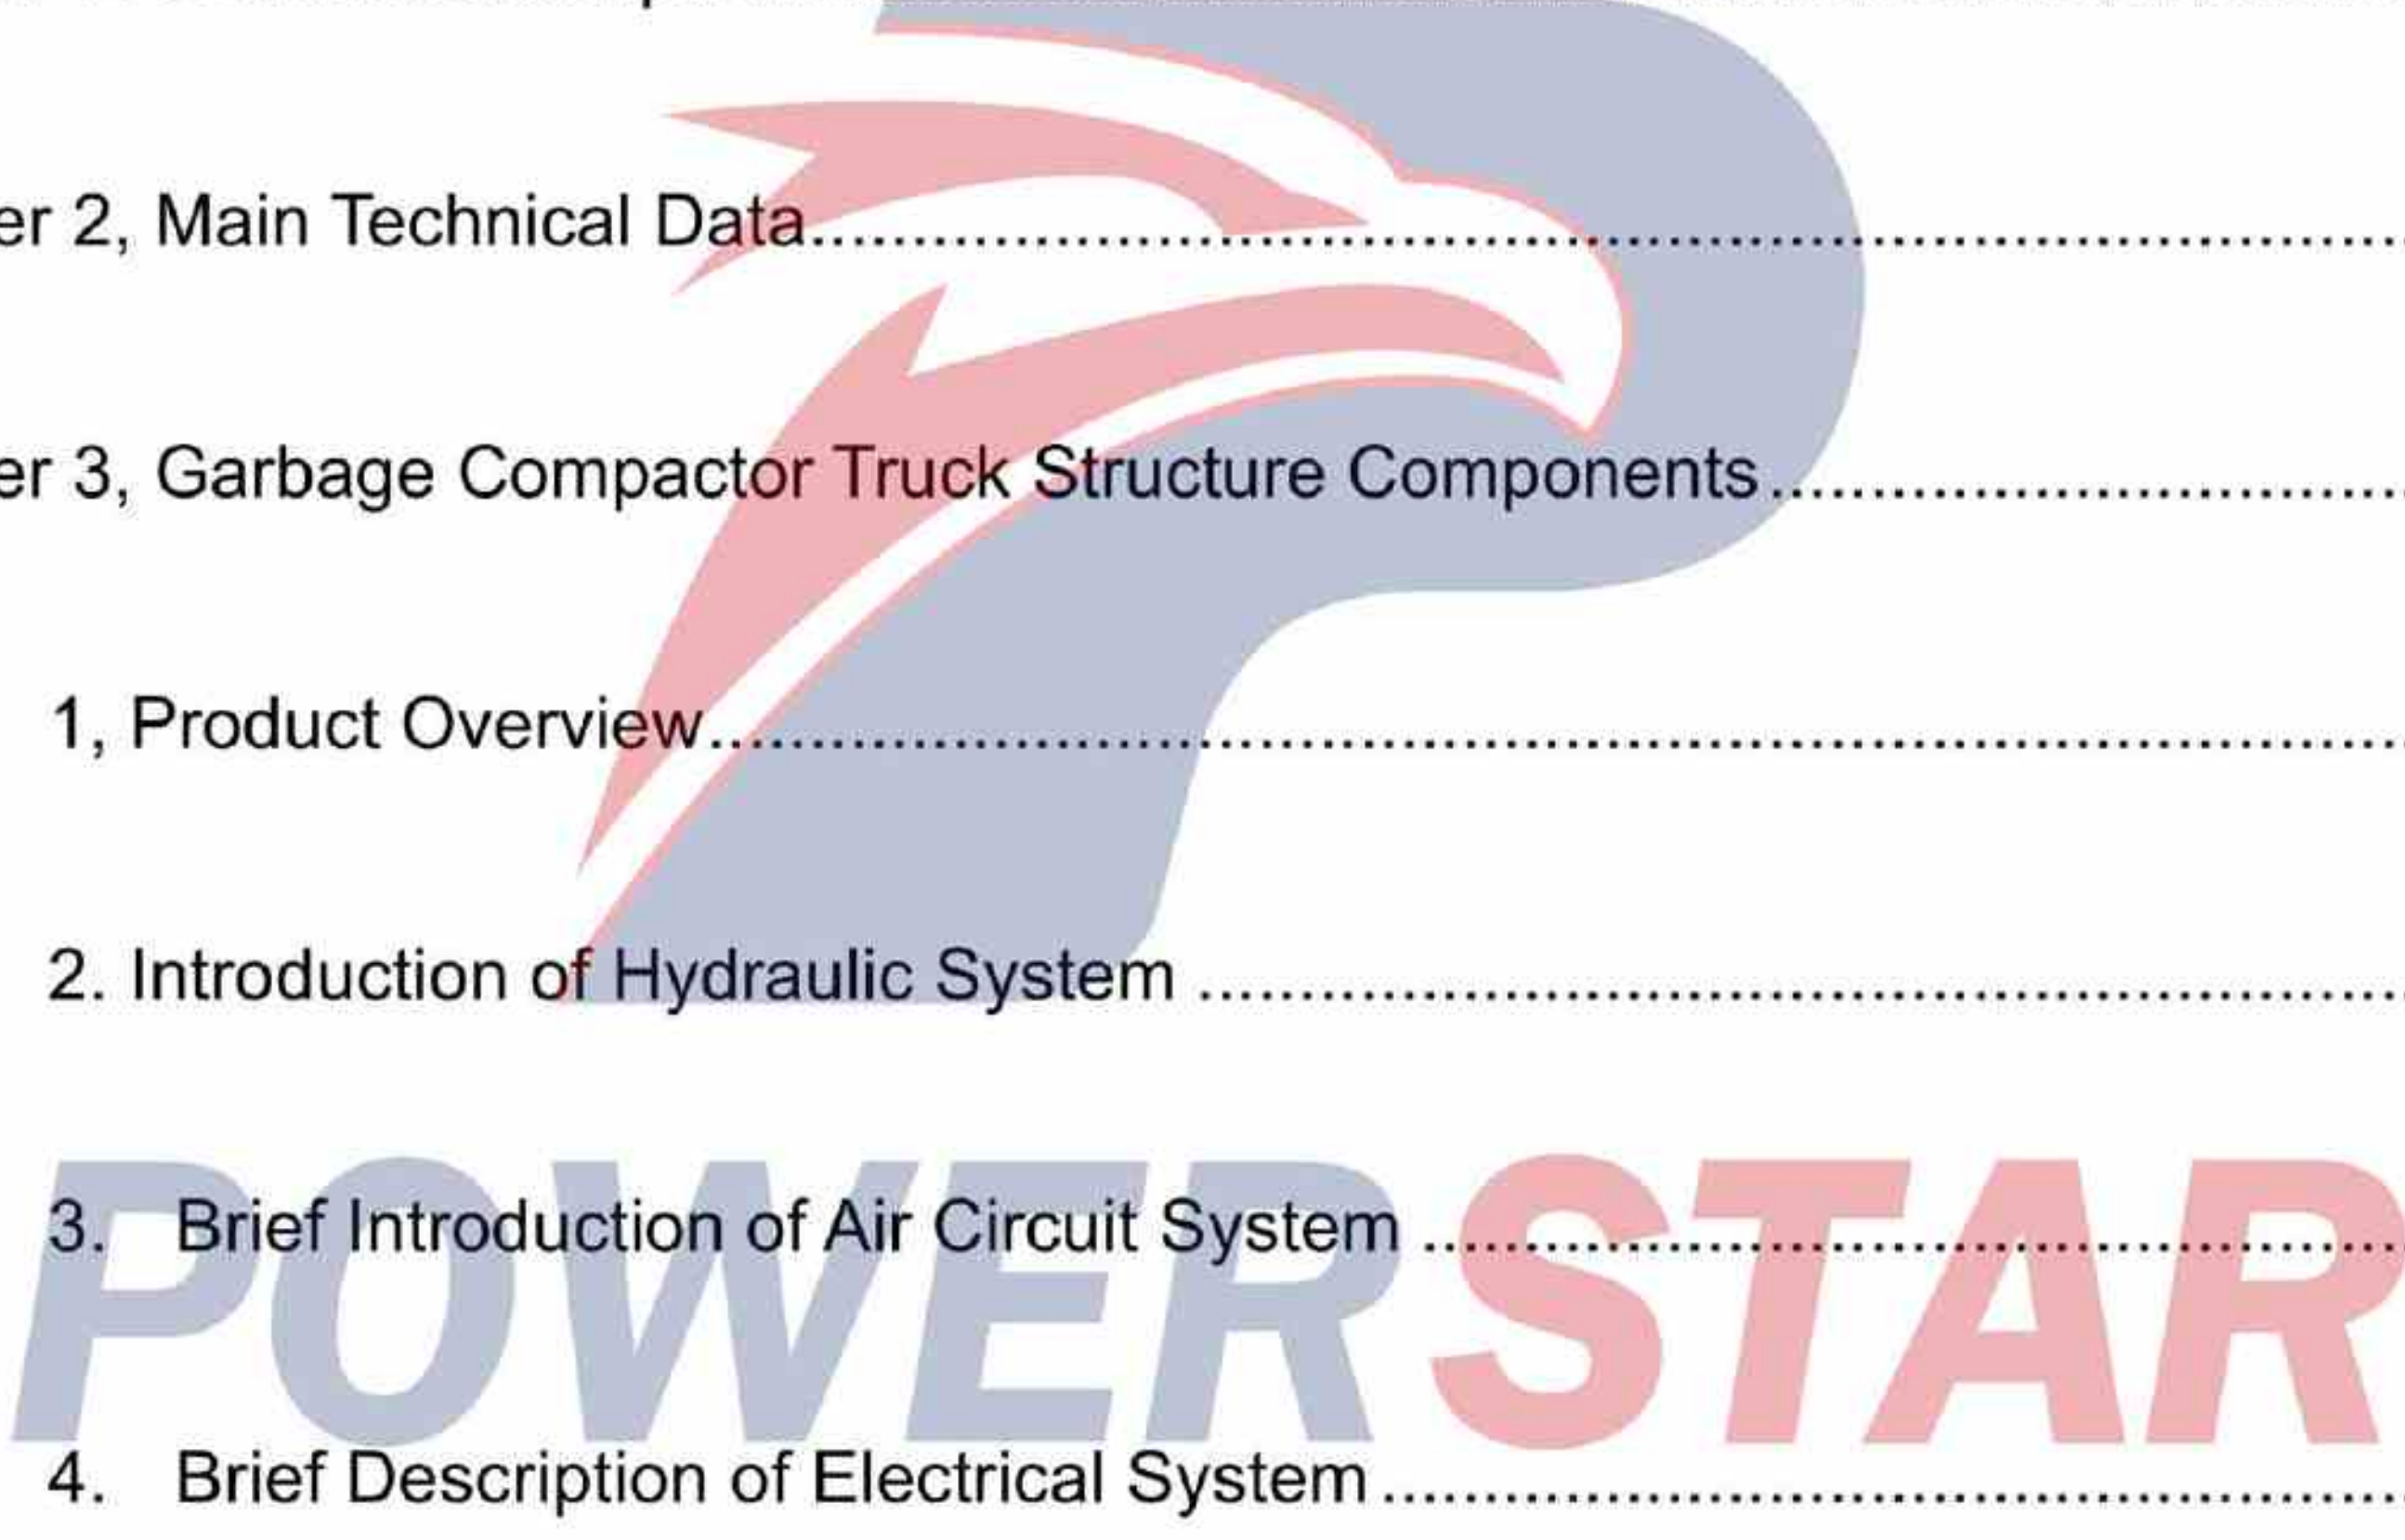 er 2, Main Technical Data
er 3, Garbage Compactor Truck Structure Components
1, Product Overview
2. Introduction of Hydraulic System
3. Brief Introduction of Air Circuit System
POWERSTAR
4. Brief Description of Electrical System